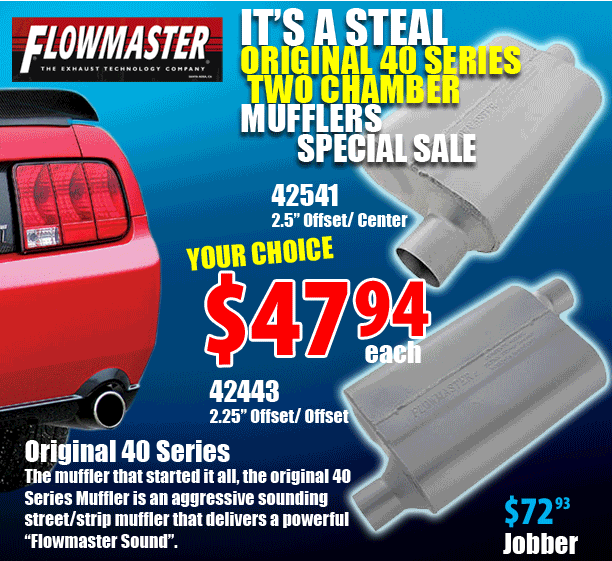 FLOWMASTER
THE EXHAUST TECHNOLOGY COMPANY
IT'S A STEAL
ORIGINAL 40 SERIES
TWO CHAMBER
MUFFLERS
SPECIAL SALE
42541
2.5” Offset/ Center
YOUR CHOICE
$4794
each
42443
2.25” Offset/ Offset
FLOWMASTER
Original 40 Series
The muffler that started it all, the original 40
Series Muffler is an aggressive sounding
street/strip muffler that delivers a powerful
“Flowmaster Sound”.
$7293
Jobber